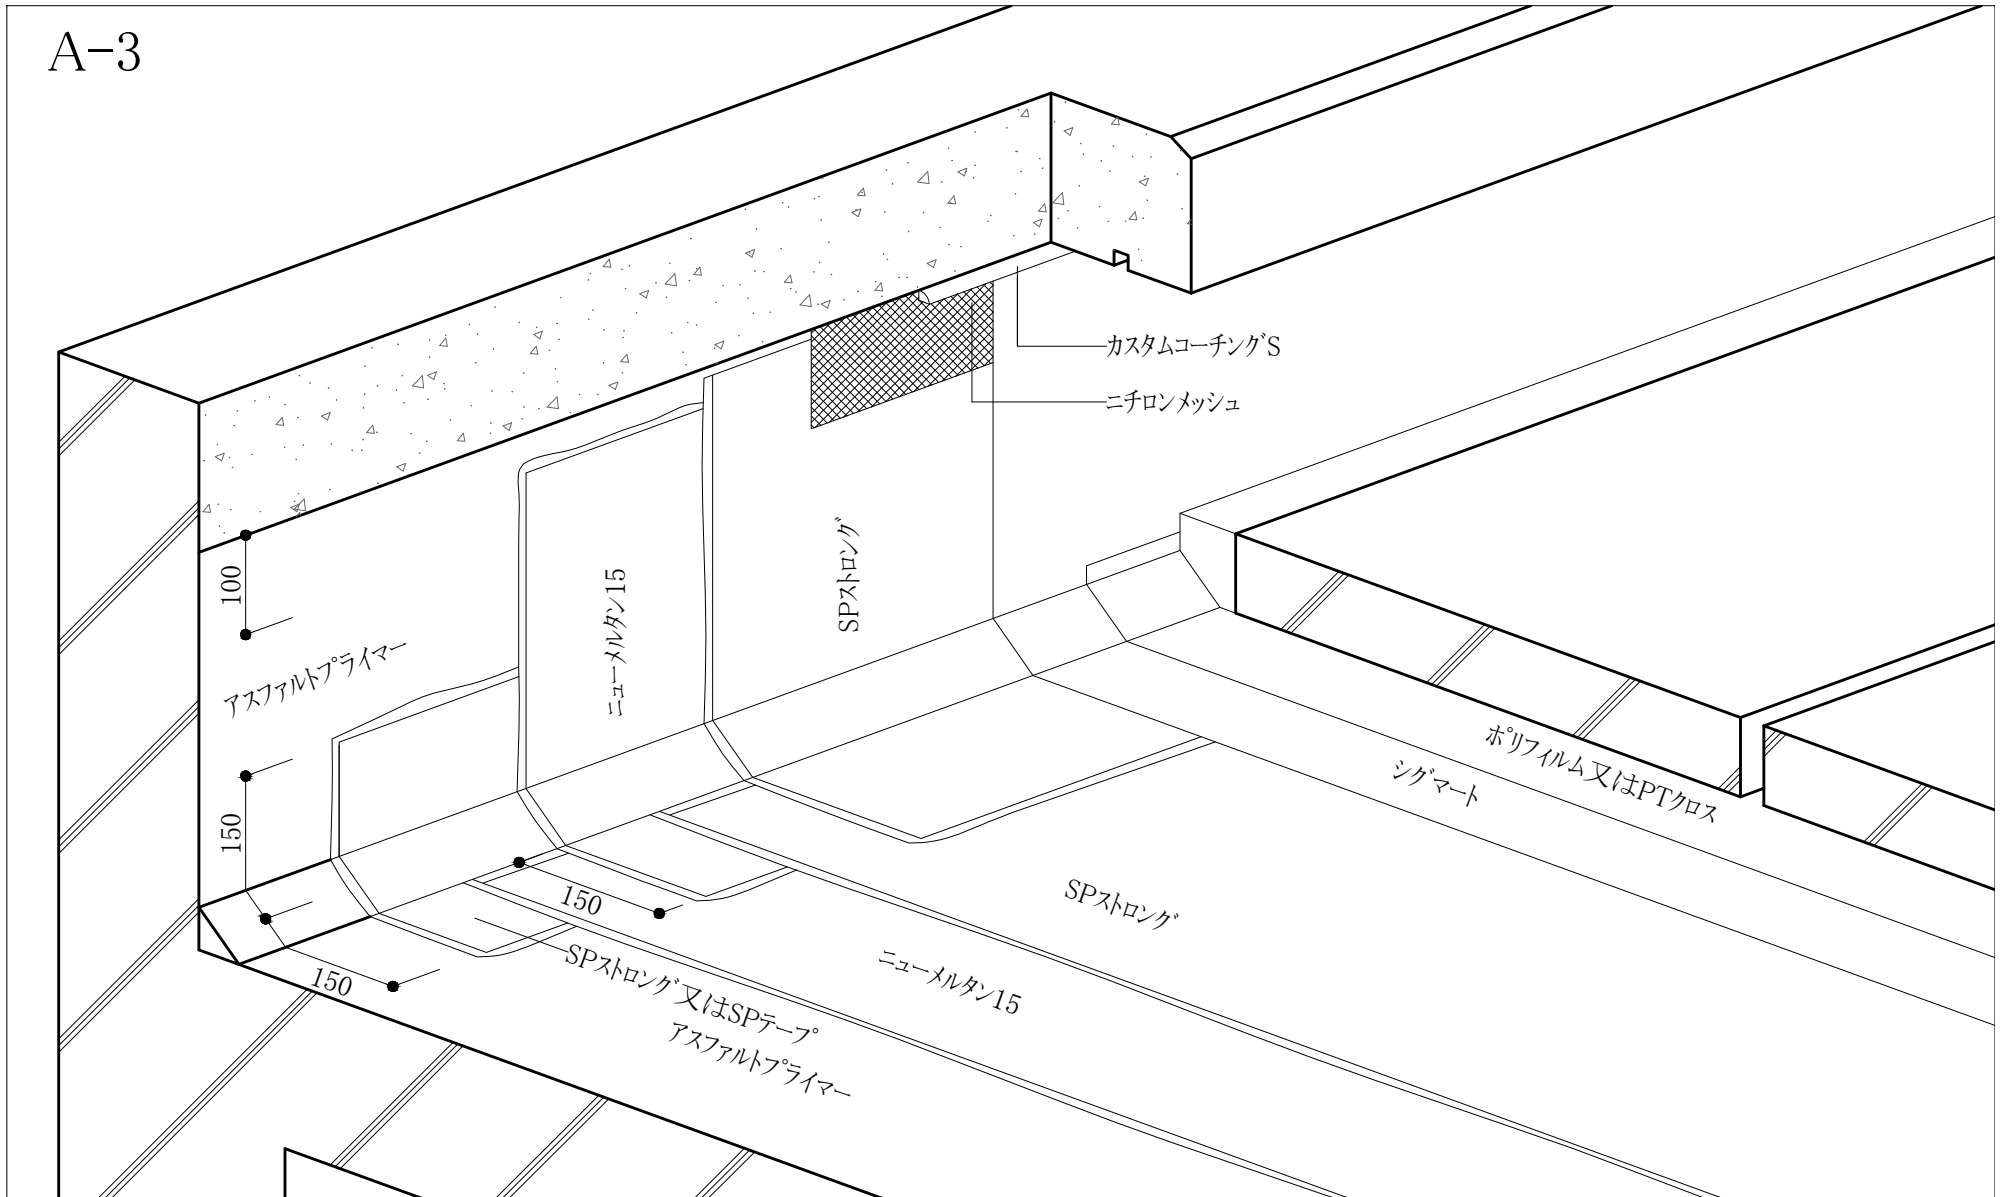 A-3
カスタムコーチングS
ニチロンメッシュ
100
アスファルトプライマー
ニューメルタン15
SPストロング
150
ポリフィルム又はPTクロス
シグマート
SPストロング
150
ニューメルタン15
SPストロング又はSPテープ
アスファルトプライマー
150